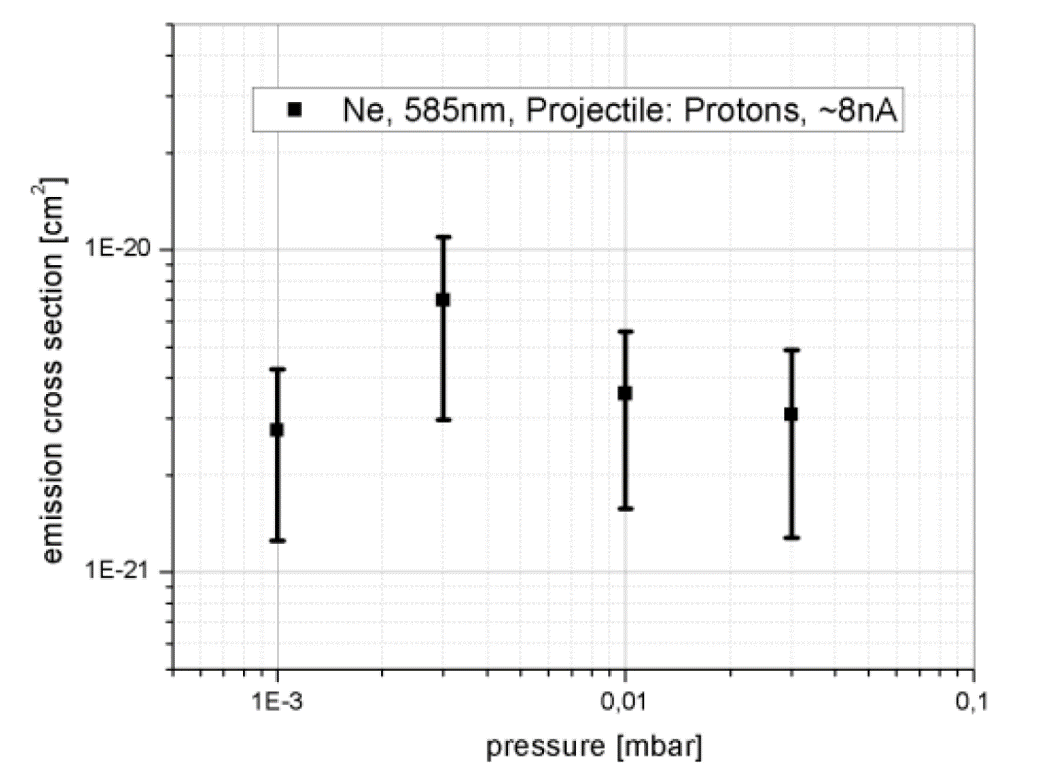 Ne, 585nm, Projectile: Protons, ~8nA
emission cross section [cm²]
1E-20
1E-21
1E-3
0,01
0,1
pressure [mbar]